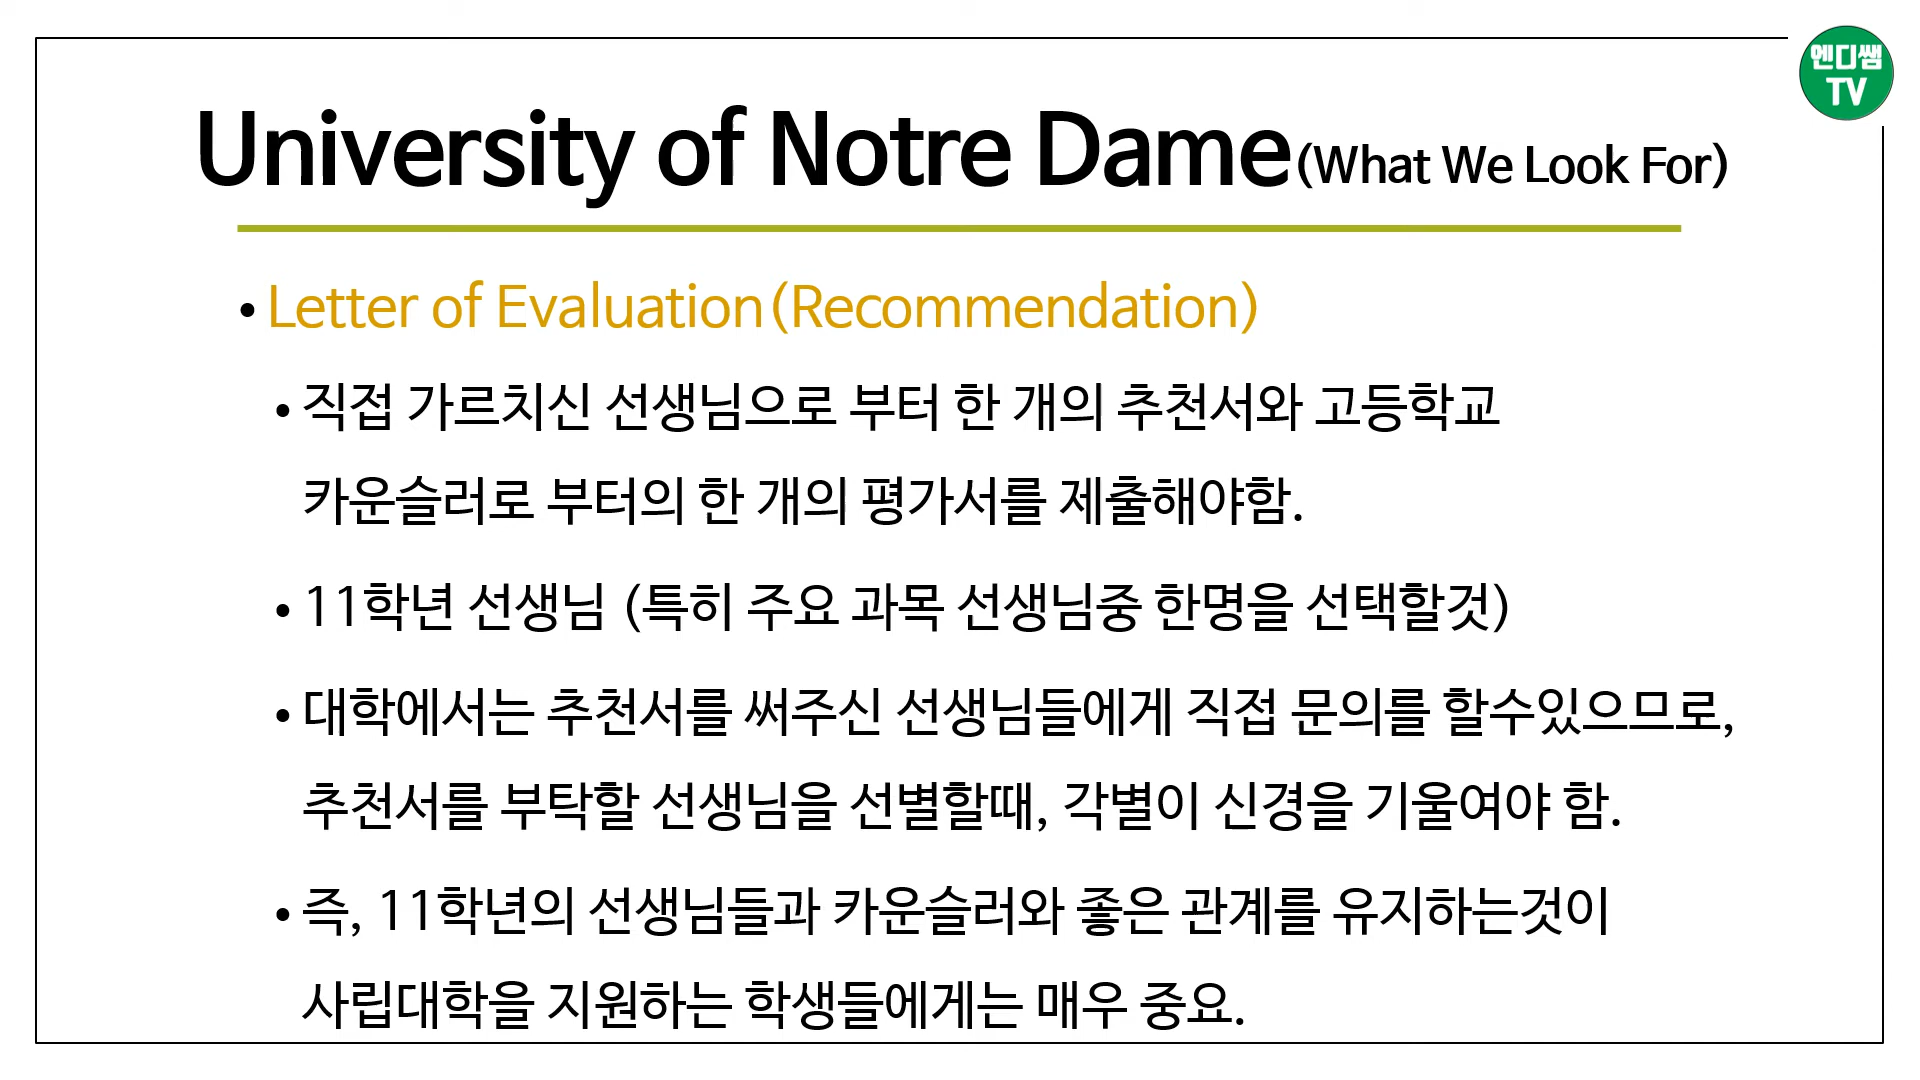 엔디쌤
TV
University of Notre Dame(What We Look For)
• Letter of Evaluation(Recommendation)
• 직접 가르치신 선생님으로 부터 한 개의 추천서와 고등학교
카운슬러로 부터의 한 개의 평가서를 제출해야함.
• 11학년 선생님 (특히 주요 과목 선생님중 한명을 선택할것)
• 대학에서는 추천서를 써주신 선생님들에게 직접 문의를 할수있으므로,
추천서를 부탁할 선생님을 선별할때, 각별이 신경을 기울여야 함.
• 즉, 11학년의 선생님들과 카운슬러와 좋은 관계를 유지하는것이
사립대학을 지원하는 학생들에게는 매우 중요.